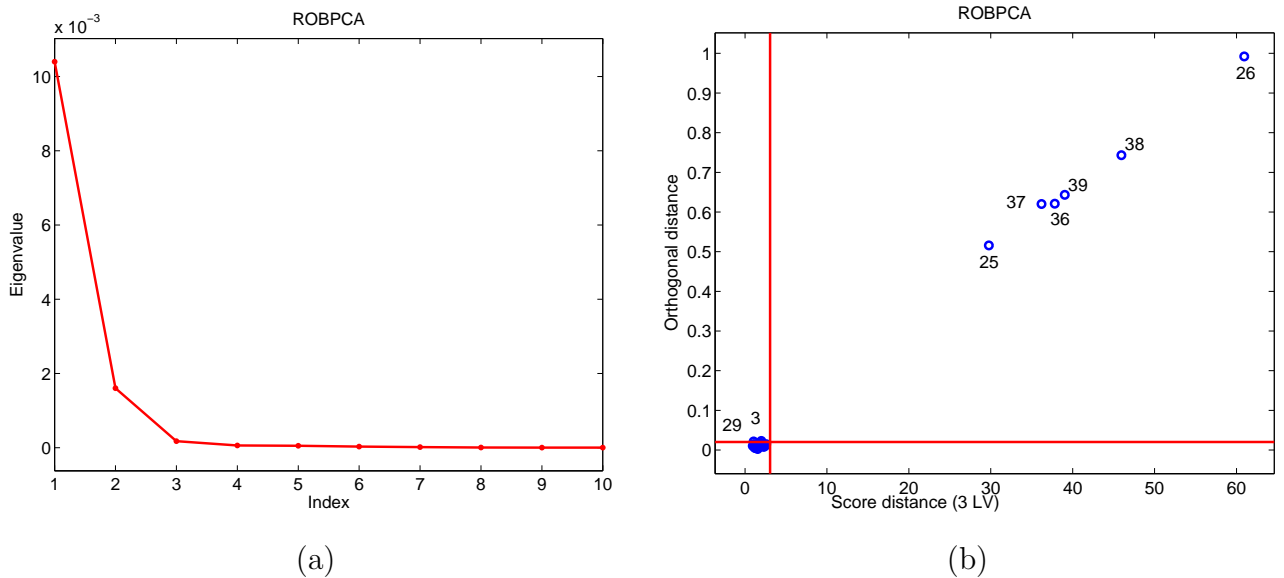 ROBPCA
x 10⁻³
10
8
6
4
2
0
Eigenvalue
1 2 3 4 5 6 7 8 9 10
Index
(a)
ROBPCA
1
0.9
0.8
0.7
0.6
0.5
0.4
0.3
0.2
0.1
0
Orthogonal distance
26
38
39
37
36
25
29 3
0 10 20 30 40 50 60
Score distance (3 LV)
(b)